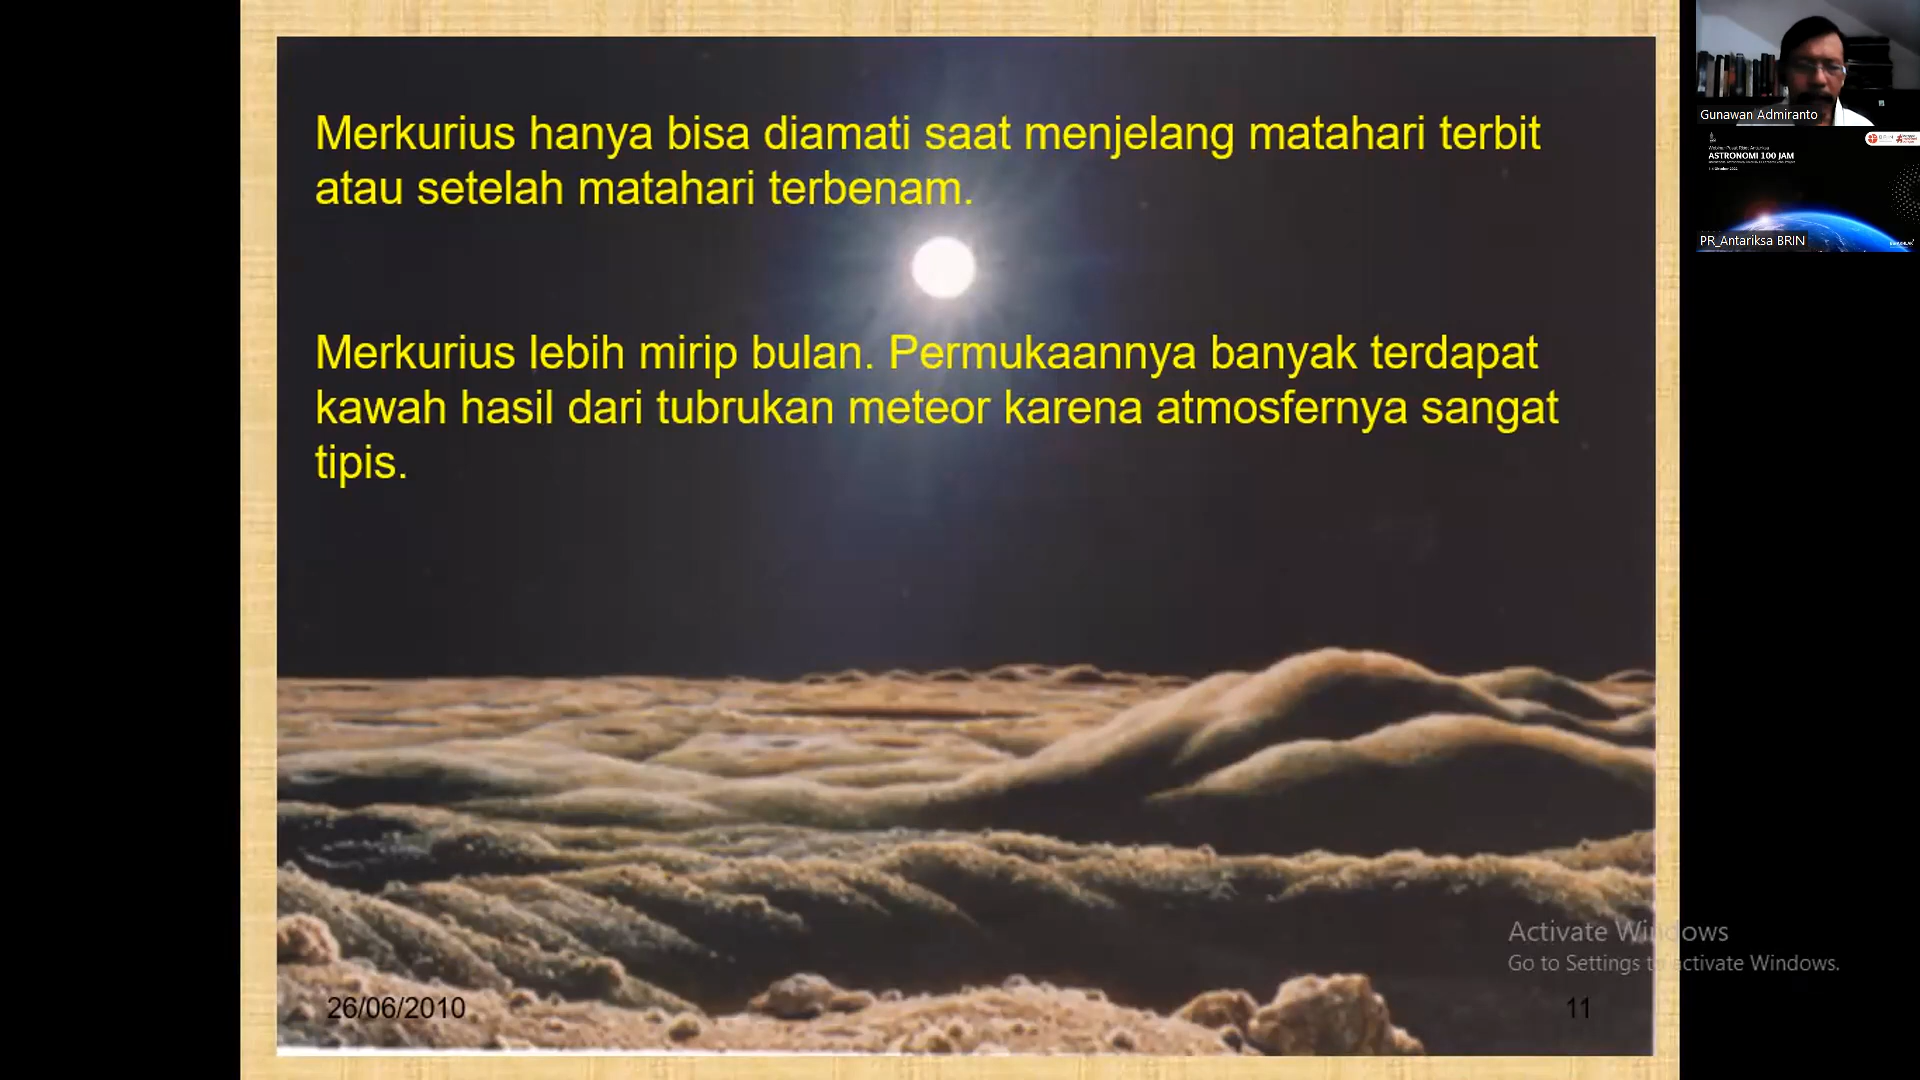 Merkurius hanya bisa diamati saat menjelang matahari terbit
atau setelah matahari terbenam.
Merkurius lebih mirip bulan. Permukaannya banyak terdapat
kawah hasil dari tubrukan meteor karena atmosfernya sangat
tipis.
26/06/2010
11
Activate Windows
Go to Settings to activate Windows.
Gunawan Admiranto
ASTRONOMI 100 JAM
PR_Antariksa BRIN